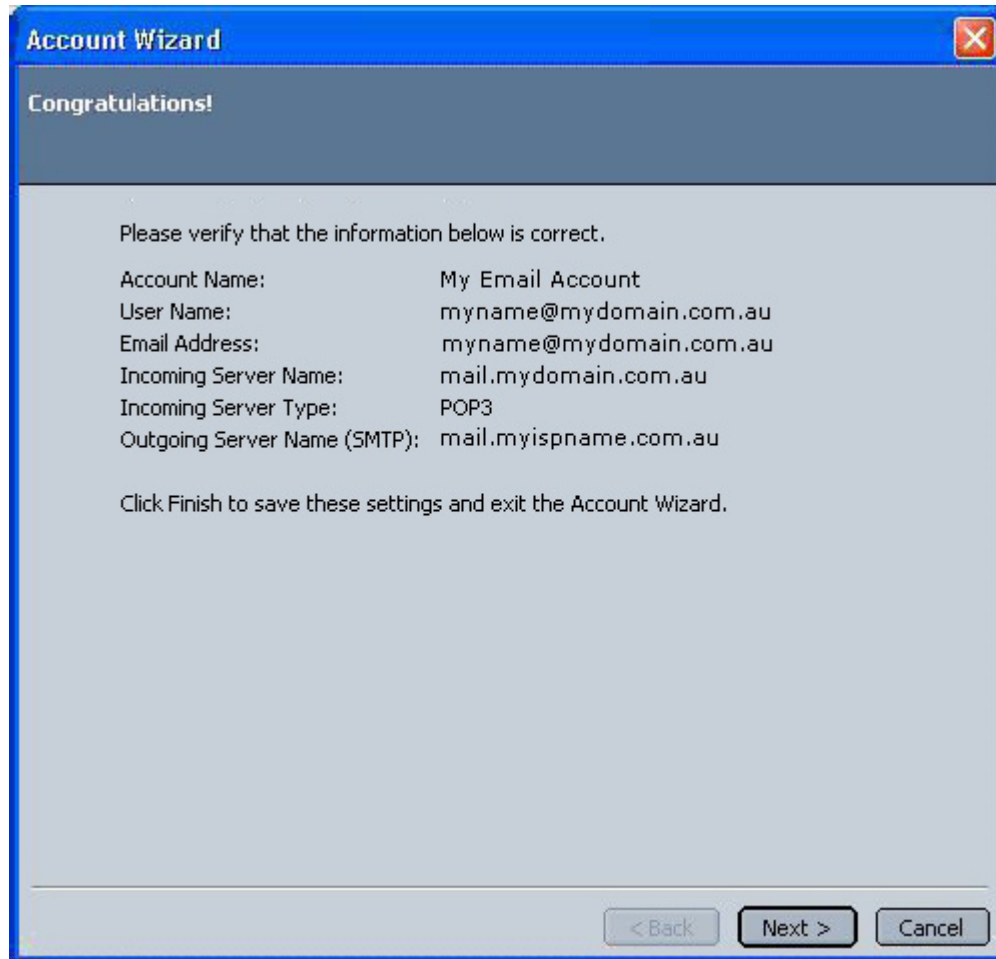 Account Wizard
Congratulations!
Please verify that the information below is correct.
Account Name: My Email Account
User Name: myname@mydomain.com.au
Email Address: myname@mydomain.com.au
Incoming Server Name: mail.mydomain.com.au
Incoming Server Type: POP3
Outgoing Server Name (SMTP): mail.myispname.com.au
Click Finish to save these settings and exit the Account Wizard.
< Back Next > Cancel